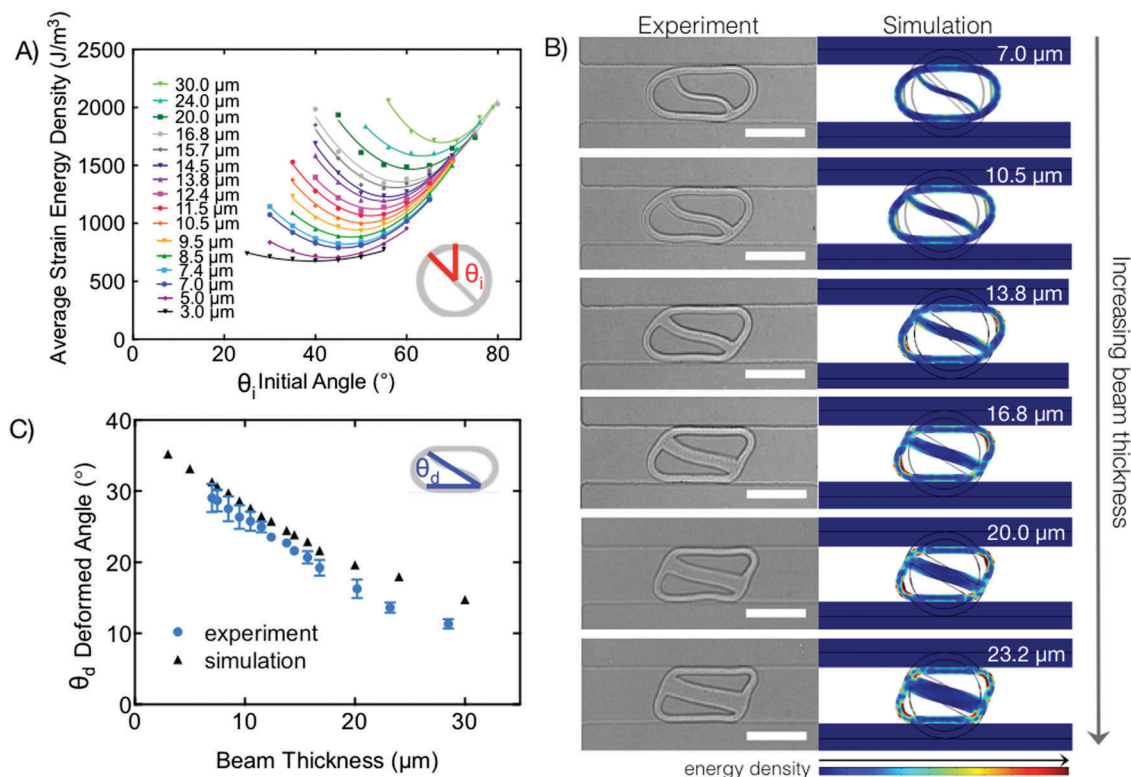 A)
Average Strain Energy Density (J/m³)
2500
2000
1500
1000
500
0
30.0 µm
24.0 µm
20.0 µm
16.8 µm
15.7 µm
14.5 µm
13.8 µm
12.4 µm
11.5 µm
10.5 µm
9.5 µm
8.5 µm
7.4 µm
7.0 µm
5.0 µm
3.0 µm
θi
0 20 40 60 80
θi Initial Angle (°)
B)
Experiment Simulation
7.0 µm
10.5 µm
13.8 µm
16.8 µm
20.0 µm
23.2 µm
Increasing beam thickness
energy density
C)
θd Deformed Angle (°)
40
30
20
10
0
θd
experiment
simulation
0 10 20 30
Beam Thickness (µm)